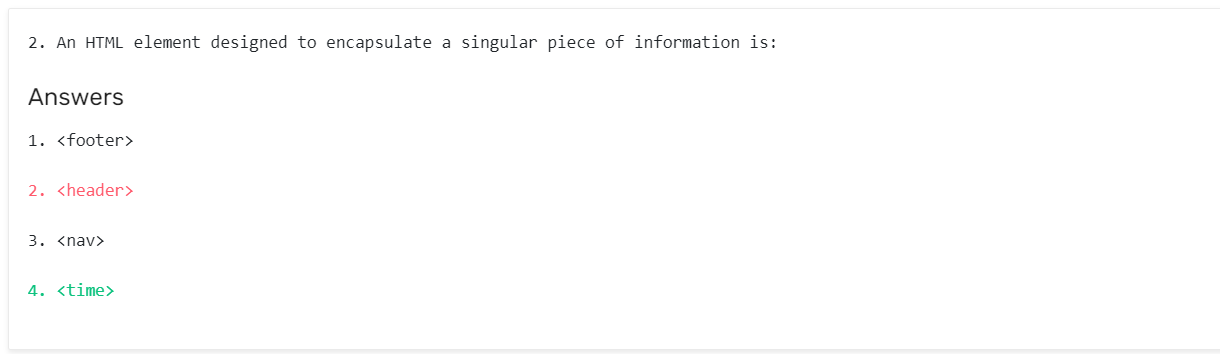 2. An HTML element designed to encapsulate a singular piece of information is:
Answers
1. <footer>
2. <header>
3. <nav>
4. <time>